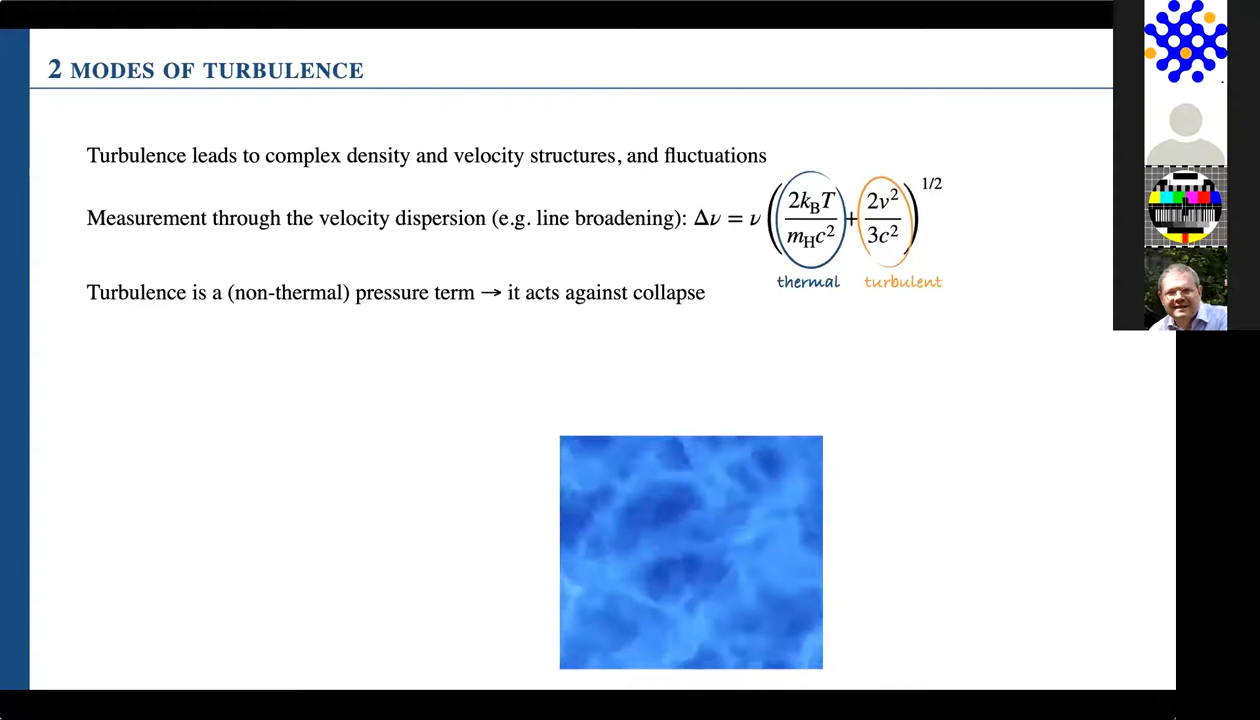 2 MODES OF TURBULENCE
Turbulence leads to complex density and velocity structures, and fluctuations
Measurement through the velocity dispersion (e.g. line broadening): Δν = ν (2k_BT/m_Hc² + 2v²/3c²)^1/2
thermal turbulent
Turbulence is a (non-thermal) pressure term → it acts against collapse